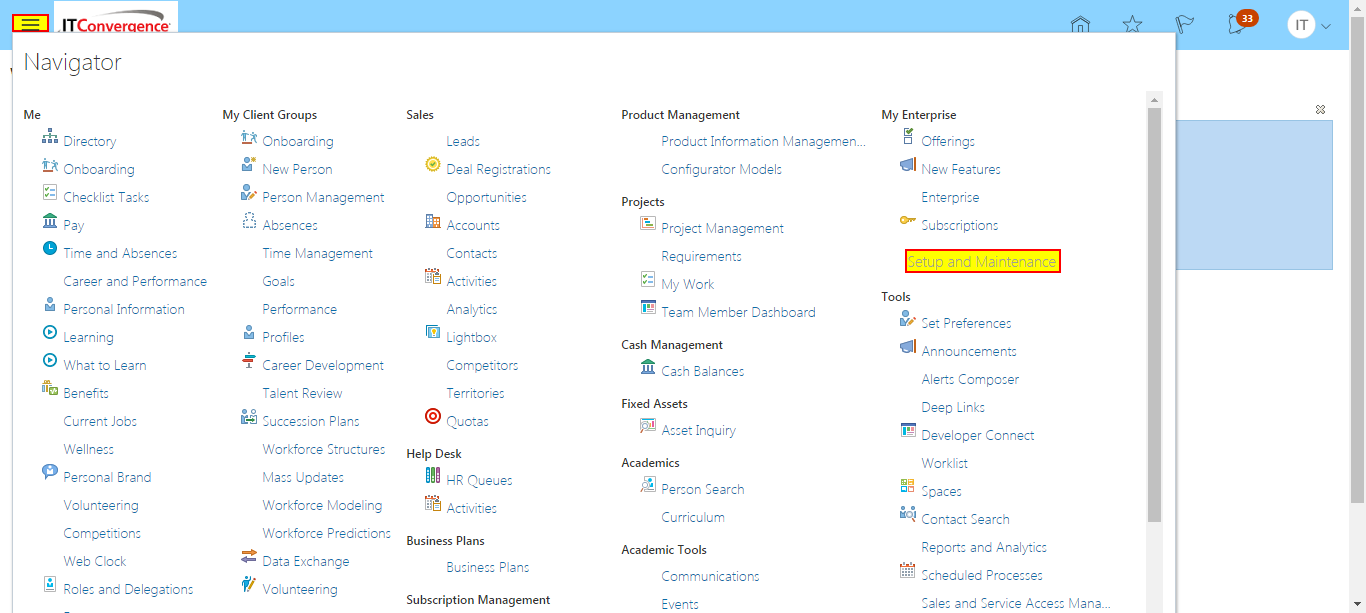 ITConvergence
33
IT
Navigator
Me
Directory
Onboarding
Checklist Tasks
Pay
Time and Absences
Career and Performance
Personal Information
Learning
What to Learn
Benefits
Current Jobs
Wellness
Personal Brand
Volunteering
Competitions
Web Clock
Roles and Delegations
My Client Groups
Onboarding
New Person
Person Management
Absences
Time Management
Goals
Performance
Profiles
Career Development
Talent Review
Succession Plans
Workforce Structures
Mass Updates
Workforce Modeling
Workforce Predictions
Data Exchange
Volunteering
Sales
Leads
Deal Registrations
Opportunities
Accounts
Contacts
Activities
Analytics
Lightbox
Competitors
Territories
Quotas
Help Desk
HR Queues
Activities
Business Plans
Business Plans
Subscription Management
Product Management
Product Information Managemen...
Configurator Models
Projects
Project Management
Requirements
My Work
Team Member Dashboard
Cash Management
Cash Balances
Fixed Assets
Asset Inquiry
Academics
Person Search
Curriculum
Academic Tools
Communications
Events
My Enterprise
Offerings
New Features
Enterprise
Subscriptions
Setup and Maintenance
Tools
Set Preferences
Announcements
Alerts Composer
Deep Links
Developer Connect
Worklist
Spaces
Contact Search
Reports and Analytics
Scheduled Processes
Sales and Service Access Mana...